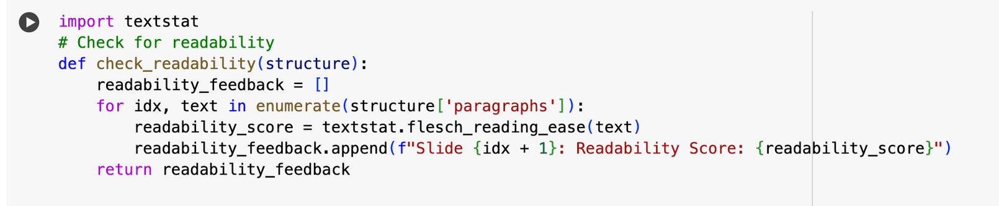 import textstat
# Check for readability
def check_readability(structure):
    readability_feedback = []
    for idx, text in enumerate(structure['paragraphs']):
        readability_score = textstat.flesch_reading_ease(text)
        readability_feedback.append(f"Slide {idx + 1}: Readability Score: {readability_score}")
    return readability_feedback